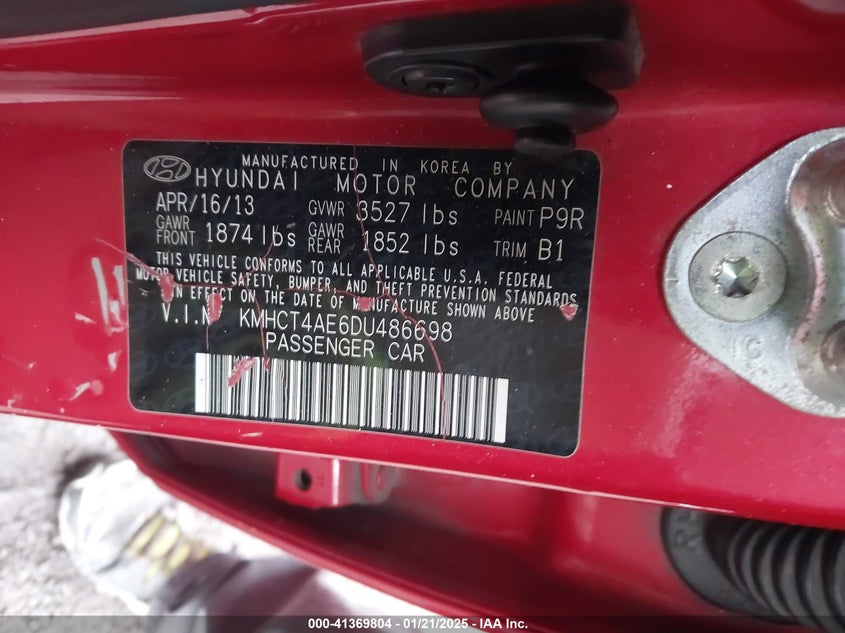 MANUFACTURED IN KOREA BY
HYUNDAI MOTOR COMPANY
APR/16/13 GVWR 3527 lbs PAINT P9R
GAWR FRONT 1874 lbs GAWR REAR 1852 lbs TRIM B1
THIS VEHICLE CONFORMS TO ALL APPLICABLE U.S.A. FEDERAL
MOTOR VEHICLE SAFETY, BUMPER, AND THEFT PREVENTION STANDARDS
IN EFFECT ON THE DATE OF MANUFACTURE SHOWN ABOVE
V.I.N KMHCT4AE6DU486698
PASSENGER CAR
G
000-41369804 / 01/21/2025 - IAA Inc.